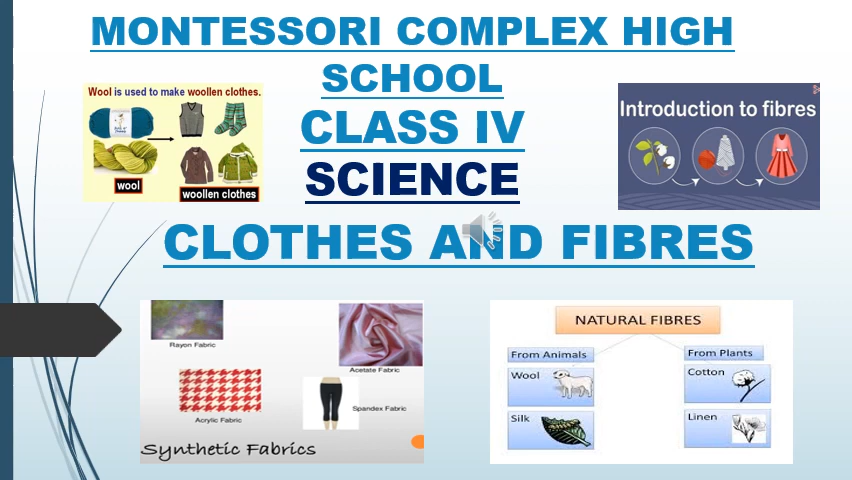 MONTESSORI COMPLEX HIGH
SCHOOL
CLASS IV
SCIENCE
CLOTHES AND FIBRES
Wool is used to make woollen clothes.
wool
woollen clothes
Introduction to fibres
Rayon Fabric
Acetate Fabric
Acrylic Fabric
Spandex Fabric
Synthetic Fabrics
NATURAL FIBRES
From Animals
From Plants
Wool
Cotton
Silk
Linen